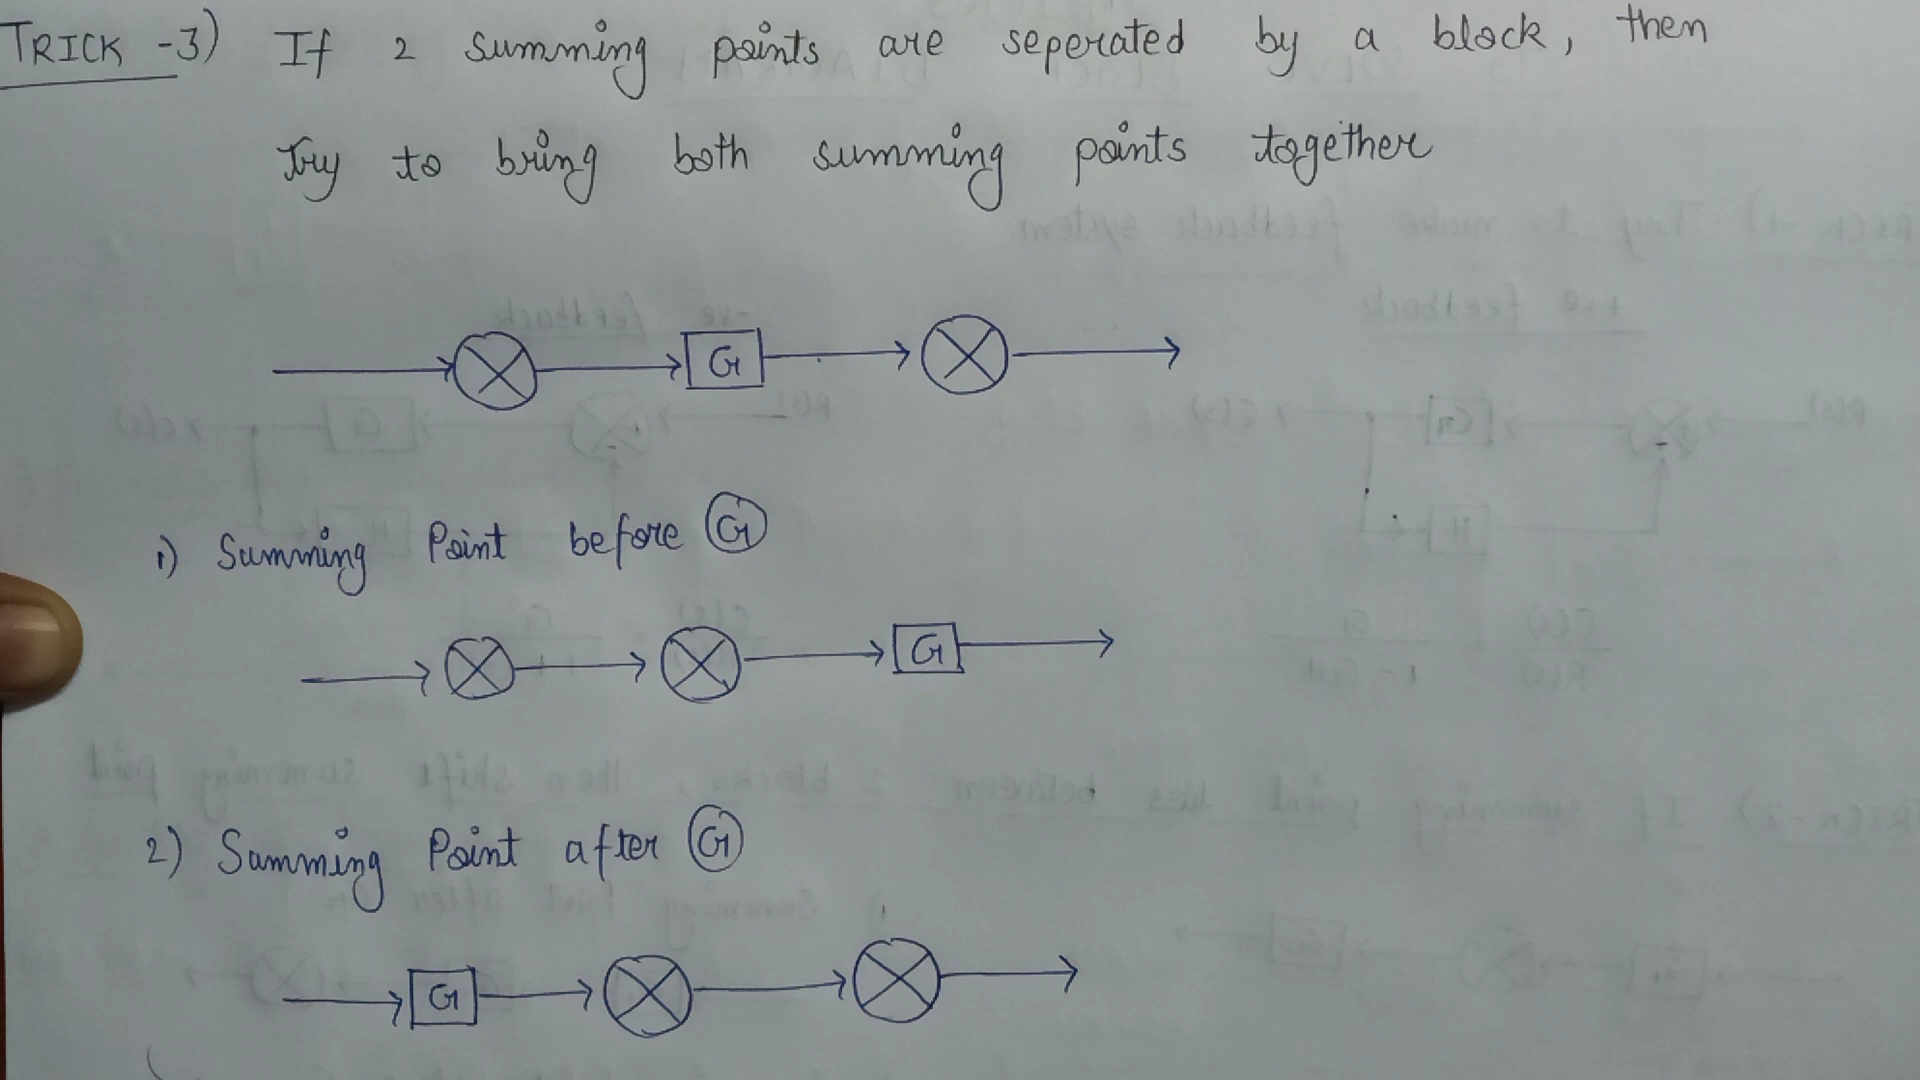 TRICK -3) If 2 summing points are seperated by a block, then
Try to bring both summing points together
G
1) Summing Point before G
G
2) Summing Point after G
G